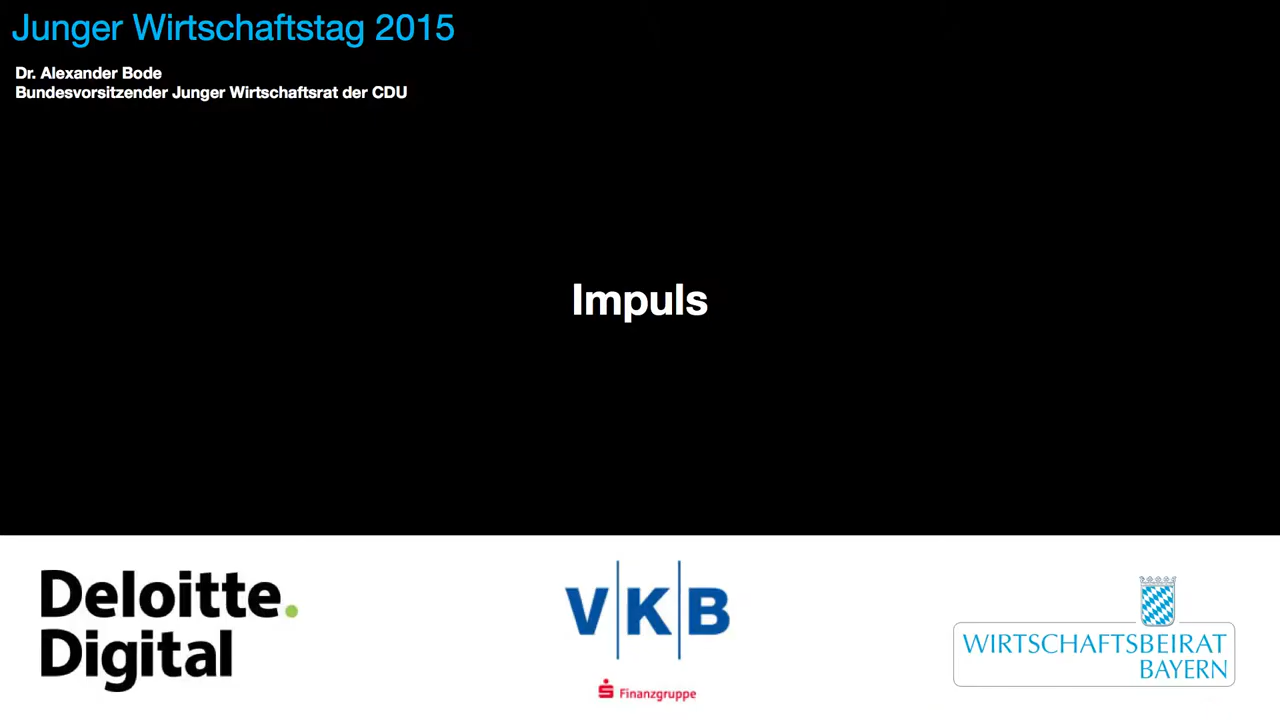 Junger Wirtschaftstag 2015
Dr. Alexander Bode
Bundesvorsitzender Junger Wirtschaftsrat der CDU
Impuls
Deloitte.
Digital
VKB
Finanzgruppe
WIRTSCHAFTSBEIRAT
BAYERN